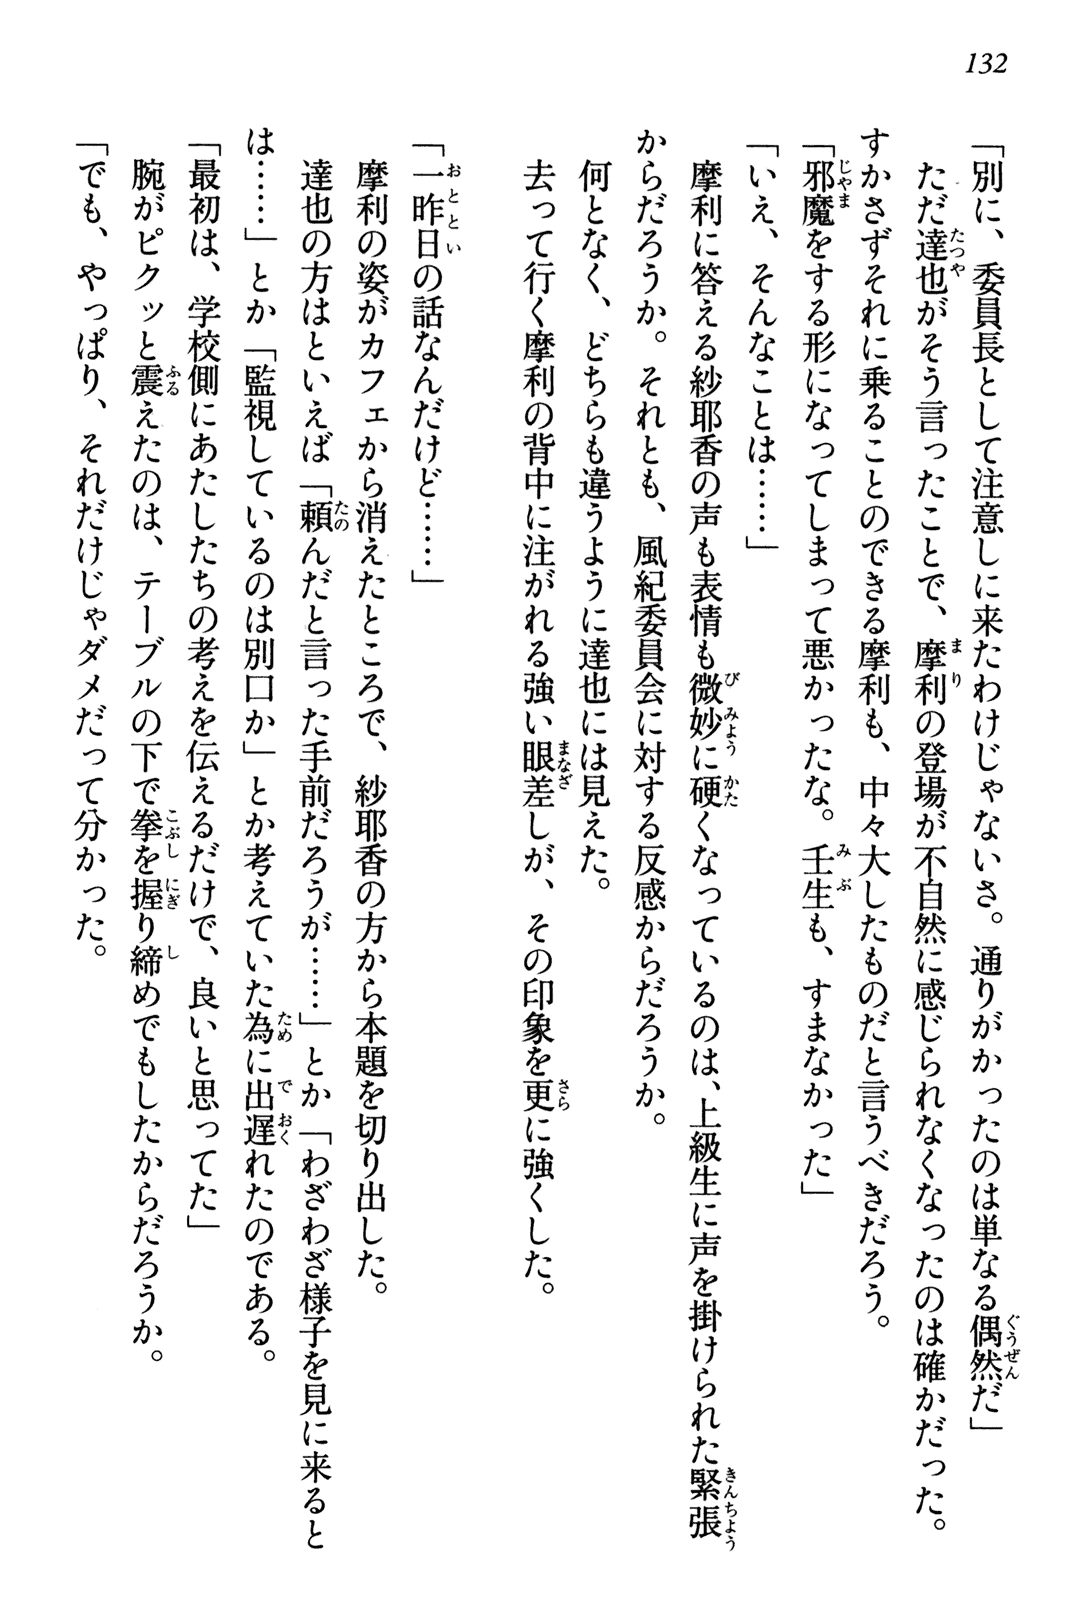 132
「別に、委員長として注意しに来たわけじゃないさ。通りがかったのは単なる偶然だ」
ただ達也がそう言ったことで、摩利の登場が不自然に感じられなくなったのは確かだった。
すかさずそれに乗ることのできる摩利も、中々大したものだと言うべきだろう。
「邪魔をする形になってしまって悪かったな。壬生も、すまなかった」
「いえ、そんなことは……」
摩利に答える紗耶香の声も表情も微妙に硬くなっているのは、上級生に声を掛けられた緊張
からだろうか。それとも、風紀委員会に対する反感からだろうか。
何となく、どちらも違うように達也には見えた。
去って行く摩利の背中に注がれる強い眼差しが、その印象を更に強くした。
「一昨日の話なんだけど……」
摩利の姿がカフェから消えたところで、紗耶香の方から本題を切り出した。
達也の方はといえば「頼んだと言った手前だろうが……」とか「わざわざ様子を見に来ると
は……」とか「監視しているのは別口か」とか考えていた為に出遅れたのである。
「最初は、学校側にあたしたちの考えを伝えるだけで、良いと思ってた」
腕がピクッと震えたのは、テーブルの下で拳を握り締めでもしたからだろうか。
「でも、やっぱり、それだけじゃダメだって分かった。